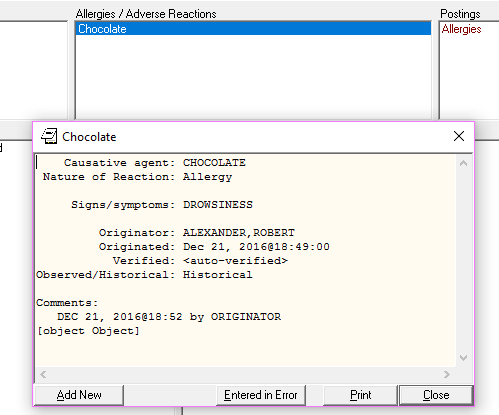 Allergies / Adverse Reactions
Postings
Chocolate
Allergies
Chocolate
Causative agent: CHOCOLATE
Nature of Reaction: Allergy
Signs/symptoms: DROWSINESS
Originator: ALEXANDER,ROBERT
Originated: Dec 21, 2016@18:49:00
Verified: <auto-verified>
Observed/Historical: Historical
Comments:
DEC 21, 2016@18:52 by ORIGINATOR
[object Object]
Add New
Entered in Error
Print
Close